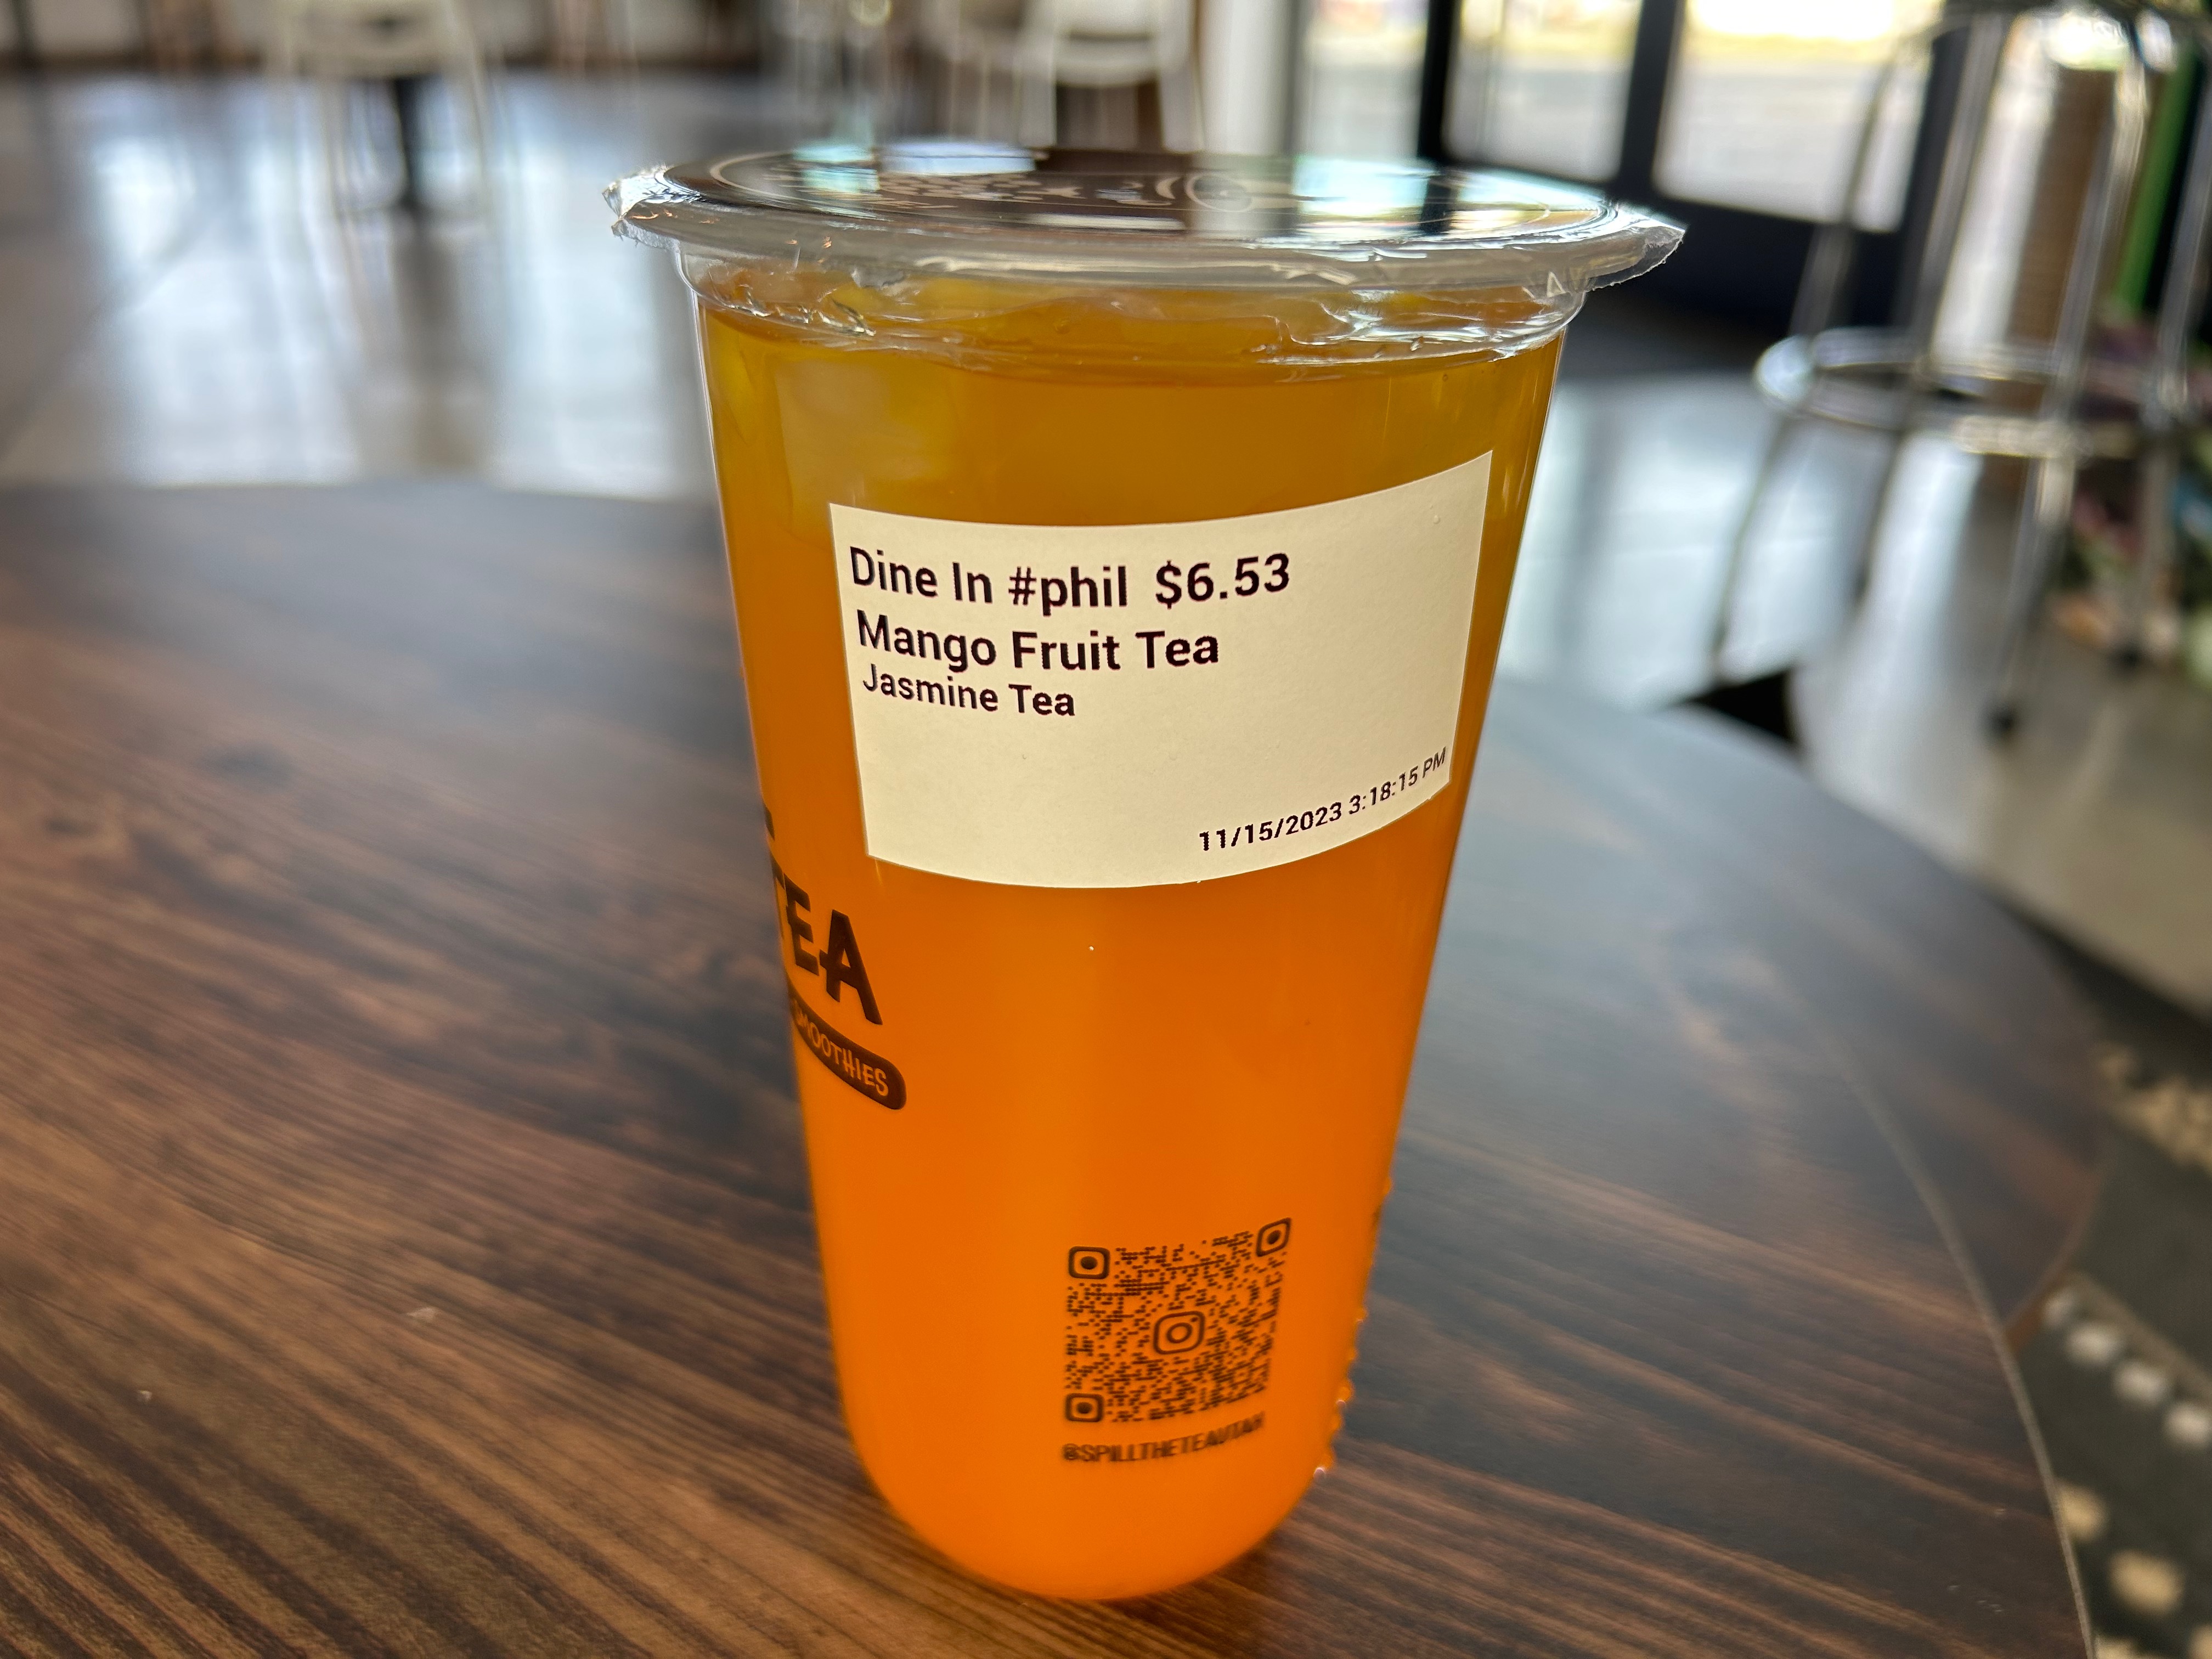 Dine In #phil $6.53
Mango Fruit Tea
Jasmine Tea
11/15/2023 3:18:15 PM
TEA
SMOOTHIES
@SPILLTHETEAUTAH